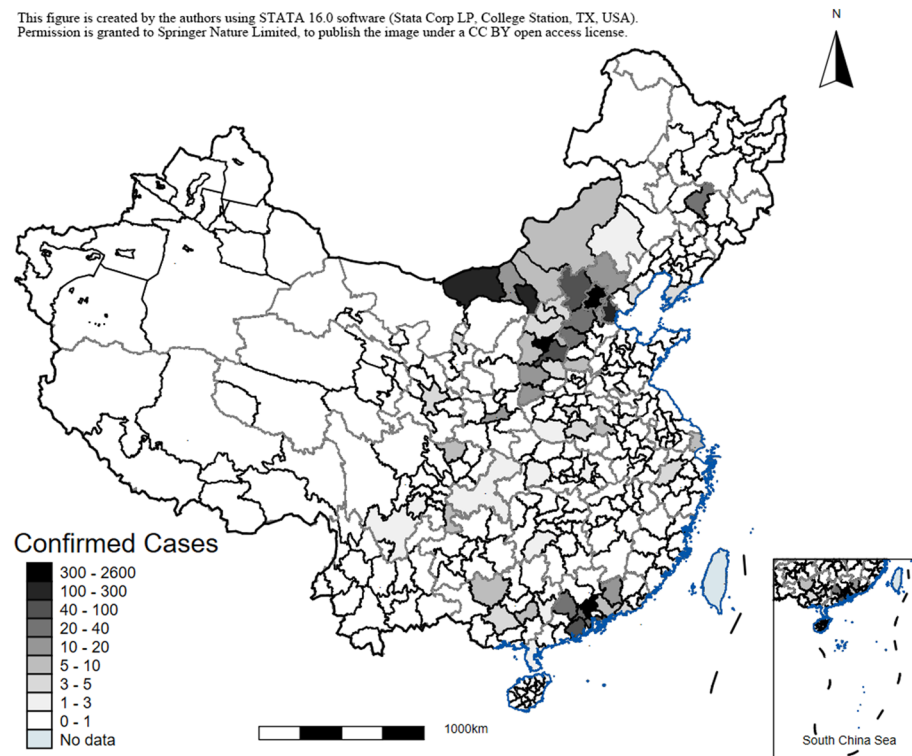 This figure is created by the authors using STATA 16.0 software (Stata Corp LP, College Station, TX, USA).
Permission is granted to Springer Nature Limited, to publish the image under a CC BY open access license.
N
Confirmed Cases
300 - 2600
100 - 300
40 - 100
20 - 40
10 - 20
5 - 10
3 - 5
1 - 3
0 - 1
No data
1000km
South China Sea